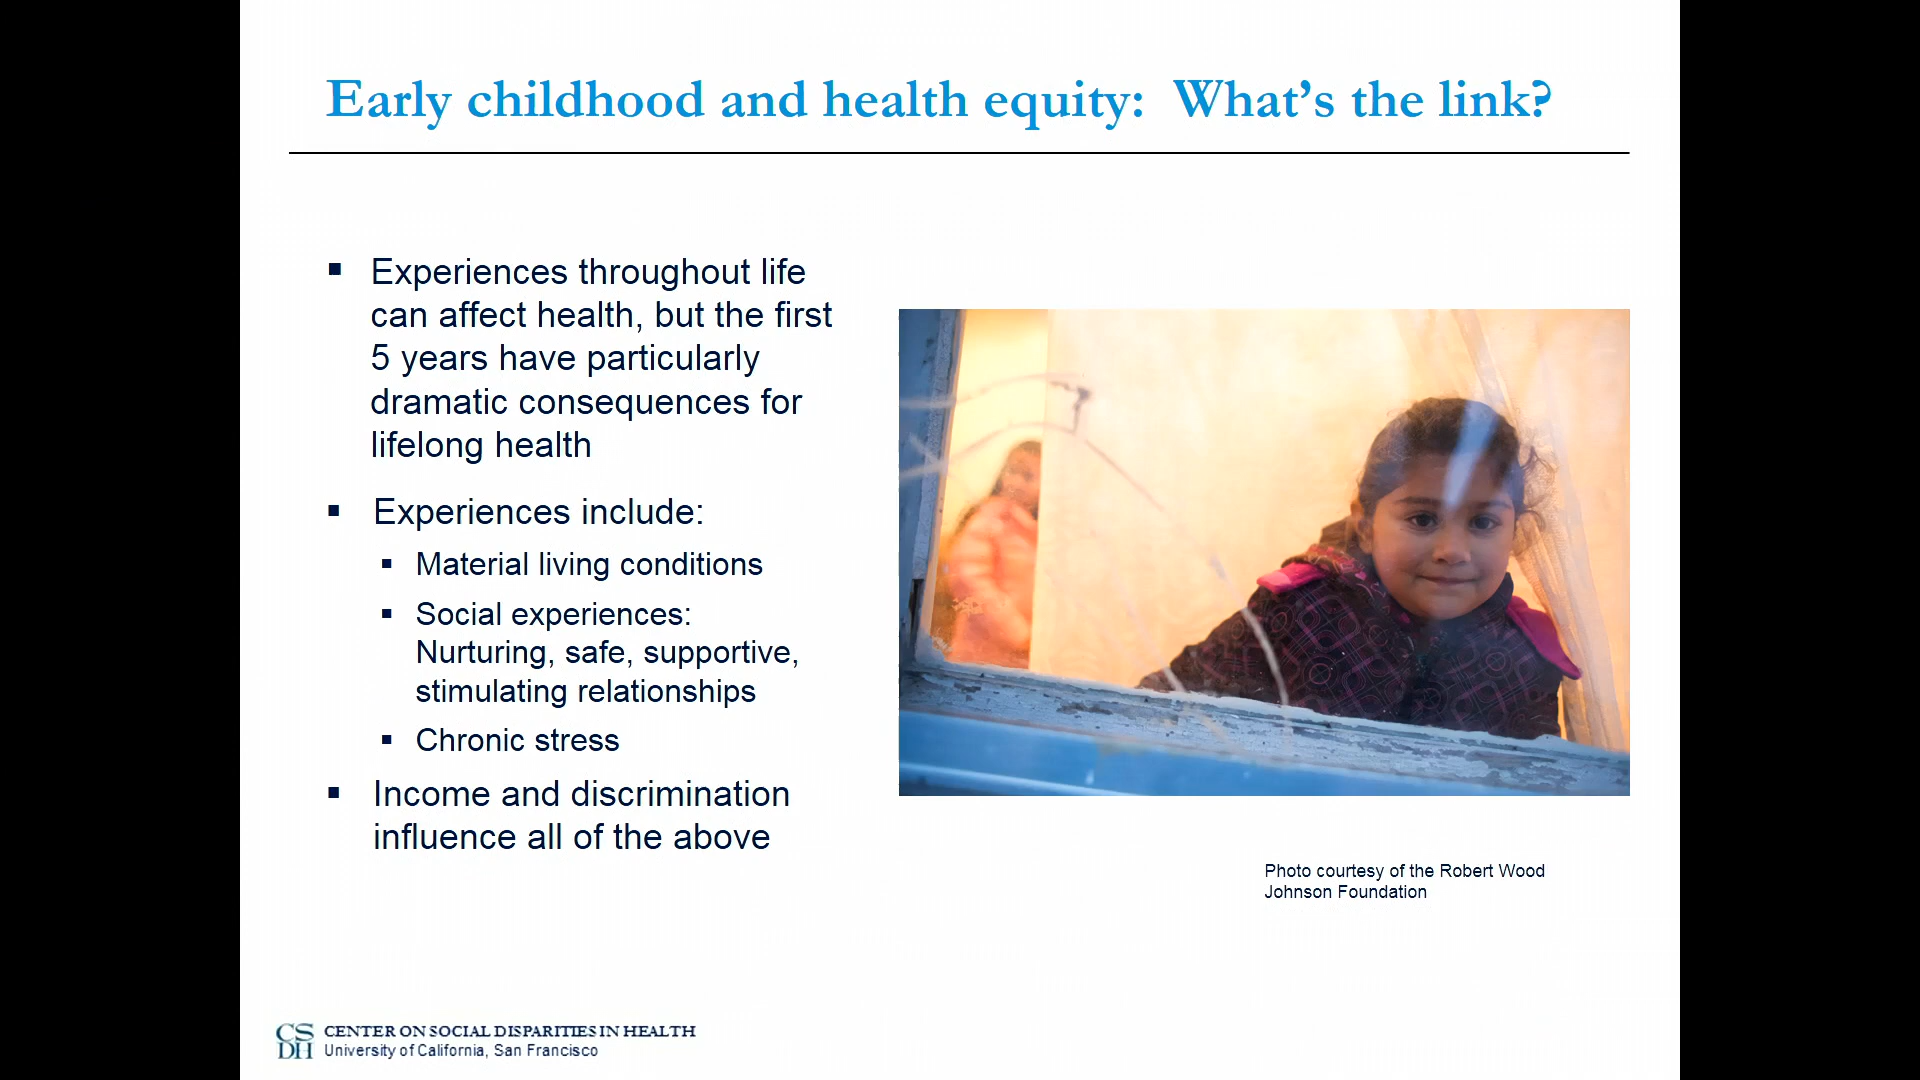 Early childhood and health equity: What's the link?
▪ Experiences throughout life
can affect health, but the first
5 years have particularly
dramatic consequences for
lifelong health
▪ Experiences include:
▪ Material living conditions
▪ Social experiences:
Nurturing, safe, supportive,
stimulating relationships
▪ Chronic stress
▪ Income and discrimination
influence all of the above
Photo courtesy of the Robert Wood
Johnson Foundation
CS
DH
CENTER ON SOCIAL DISPARITIES IN HEALTH
University of California, San Francisco